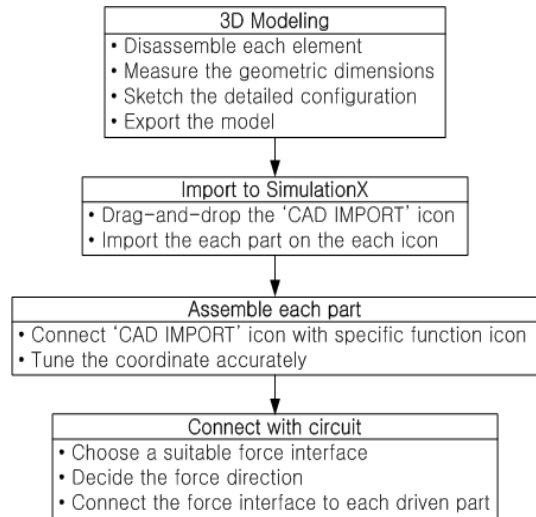 3D Modeling
• Disassemble each element
• Measure the geometric dimensions
• Sketch the detailed configuration
• Export the model
Import to SimulationX
• Drag-and-drop the ‘CAD IMPORT’ icon
• Import the each part on the each icon
Assemble each part
• Connect ‘CAD IMPORT’ icon with specific function icon
• Tune the coordinate accurately
Connect with circuit
• Choose a suitable force interface
• Decide the force direction
• Connect the force interface to each driven part